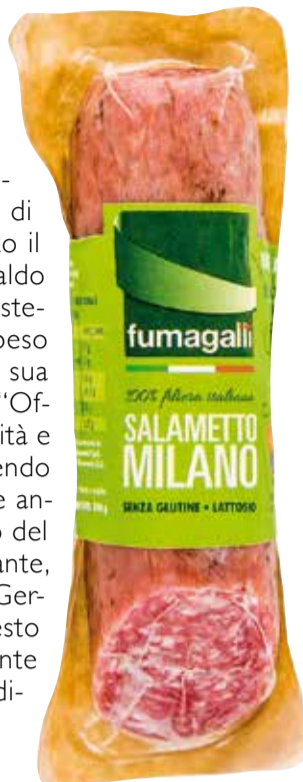 -
di
o il
aldo
ste-
peso
sua
“Of-
ità e
endo
e an-
o del
ante,
Ger-
esto
nte
di-
fumagalli
100% filiera italiana
SALAMETTO
MILANO
SENZA GLUTINE • LATTOSIO